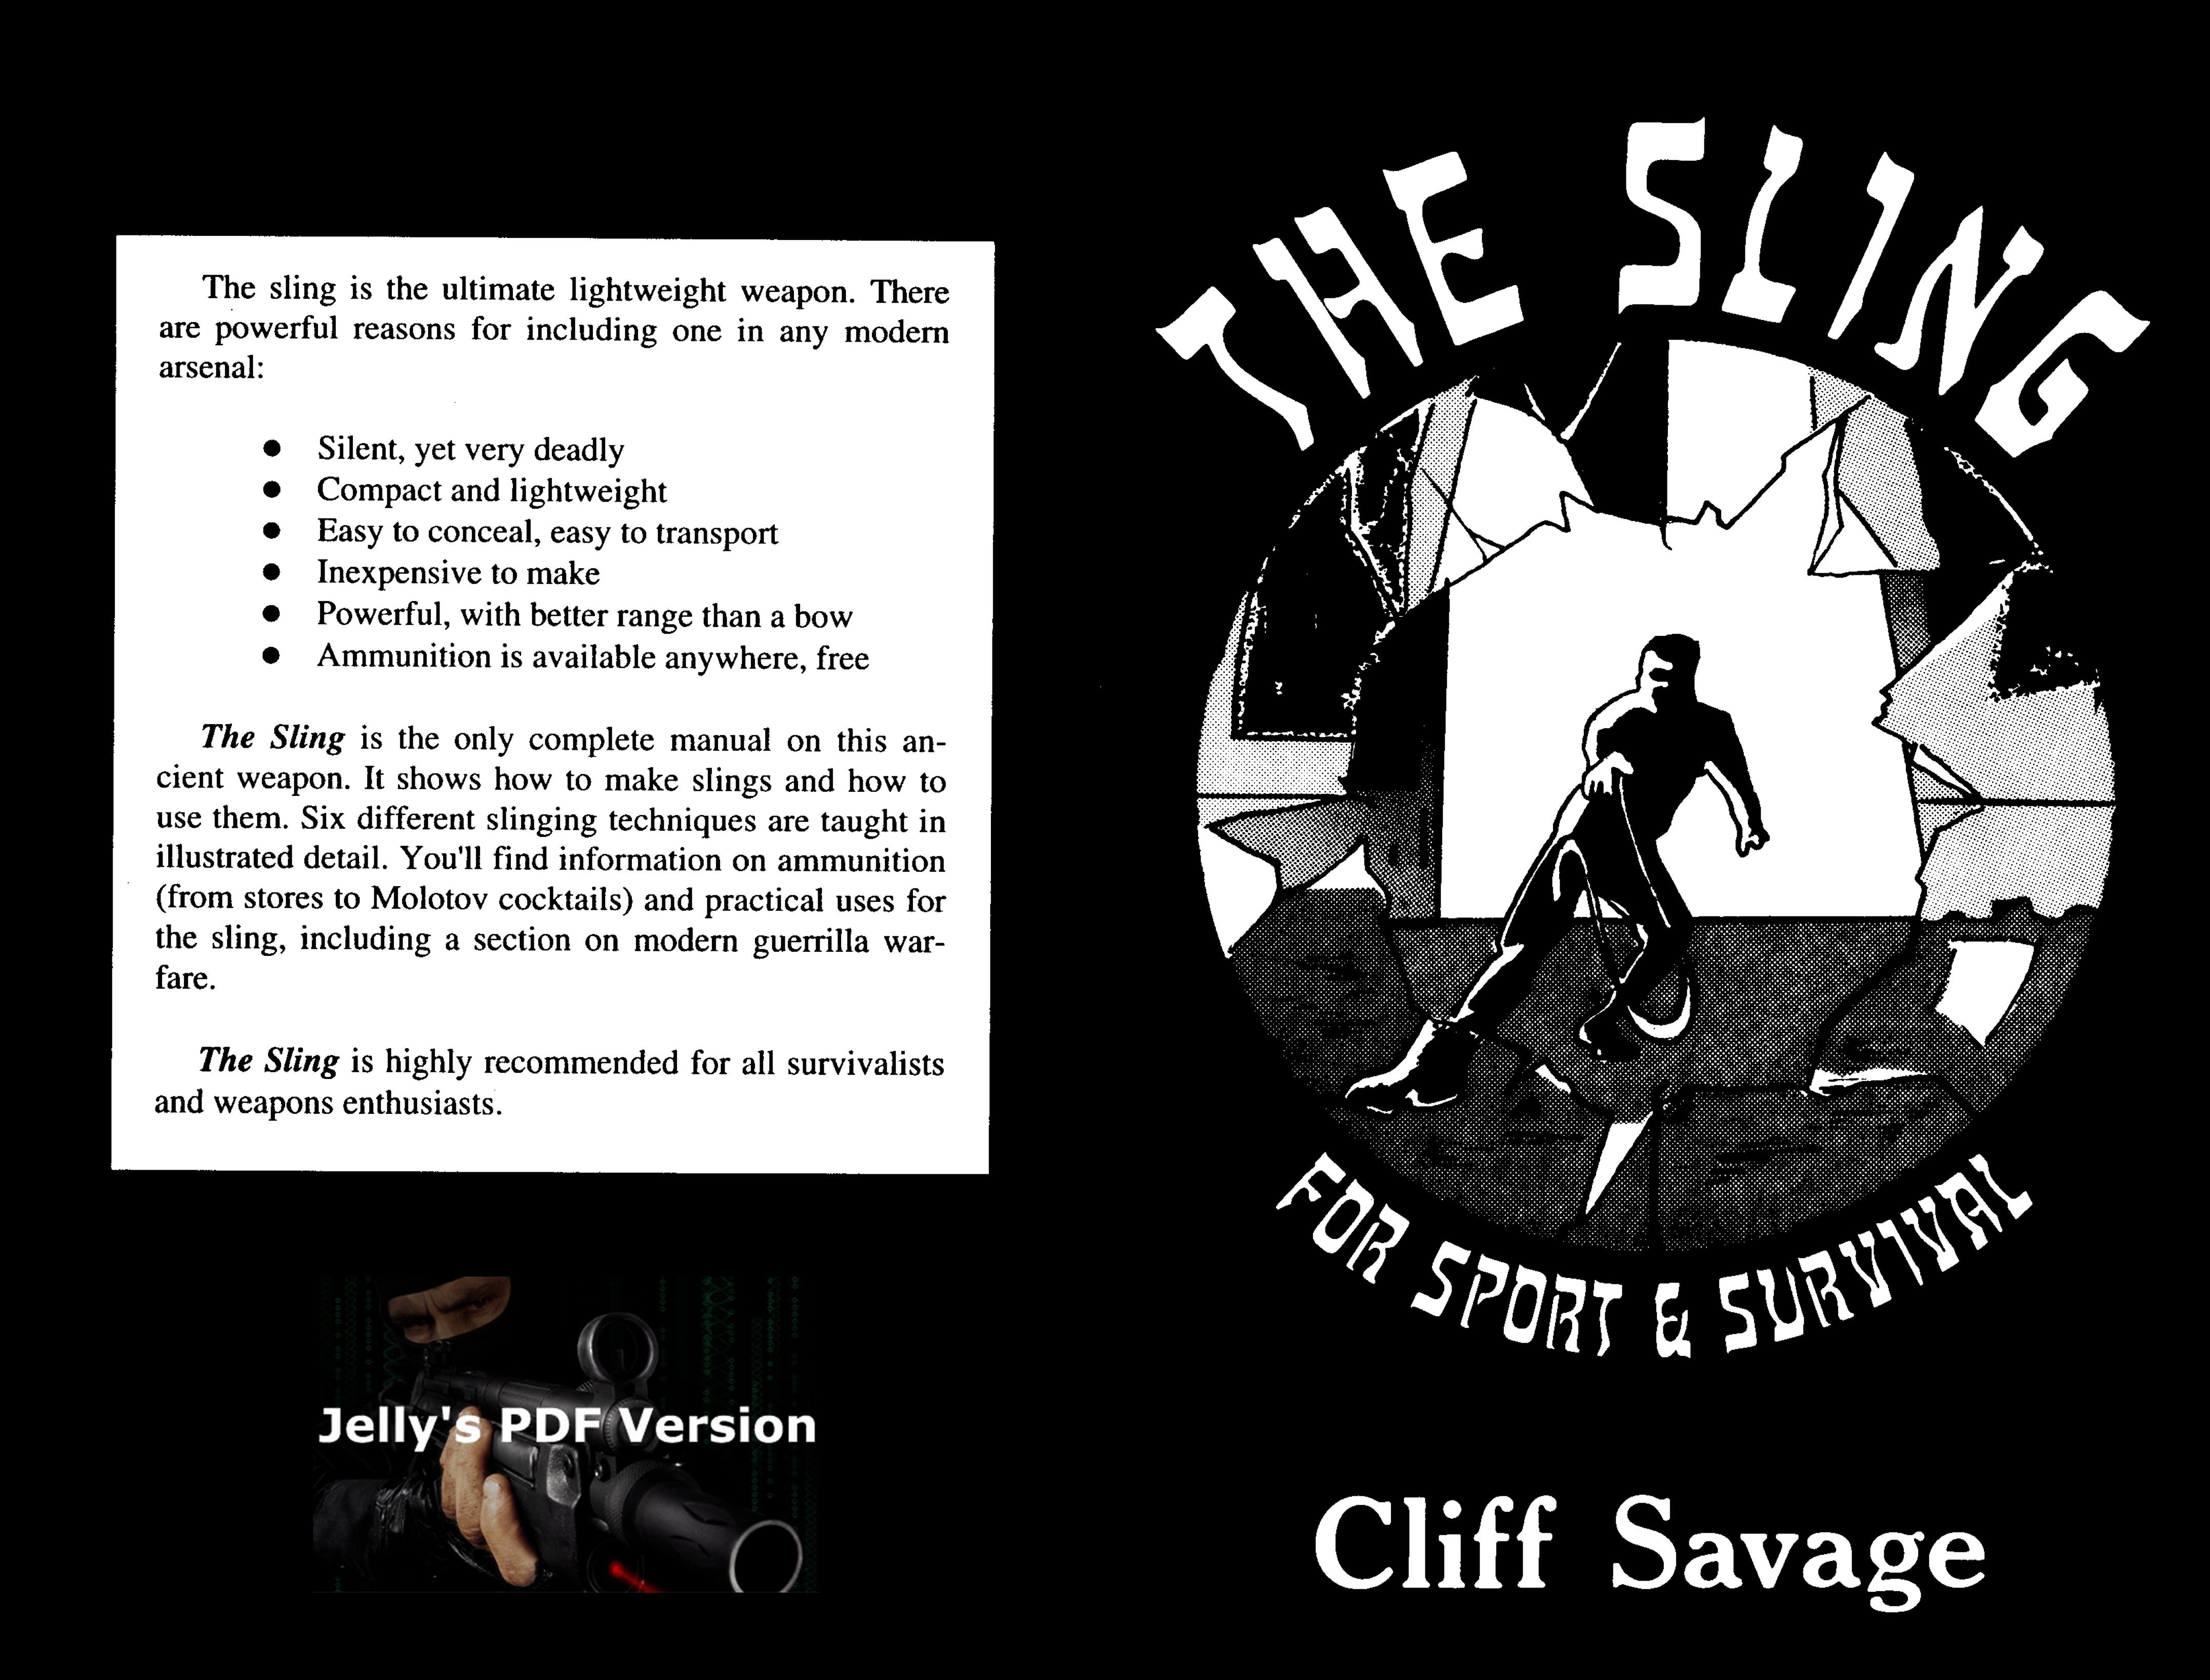 The sling is the ultimate lightweight weapon. There
are powerful reasons for including one in any modern
arsenal:
● Silent, yet very deadly
● Compact and lightweight
● Easy to conceal, easy to transport
● Inexpensive to make
● Powerful, with better range than a bow
● Ammunition is available anywhere, free
The Sling is the only complete manual on this an-
cient weapon. It shows how to make slings and how to
use them. Six different slinging techniques are taught in
illustrated detail. You'll find information on ammunition
(from stores to Molotov cocktails) and practical uses for
the sling, including a section on modern guerrilla war-
fare.
The Sling is highly recommended for all survivalists
and weapons enthusiasts.
Jelly's PDF Version
THE SLING
FOR SPORT & SURVIVAL
Cliff Savage